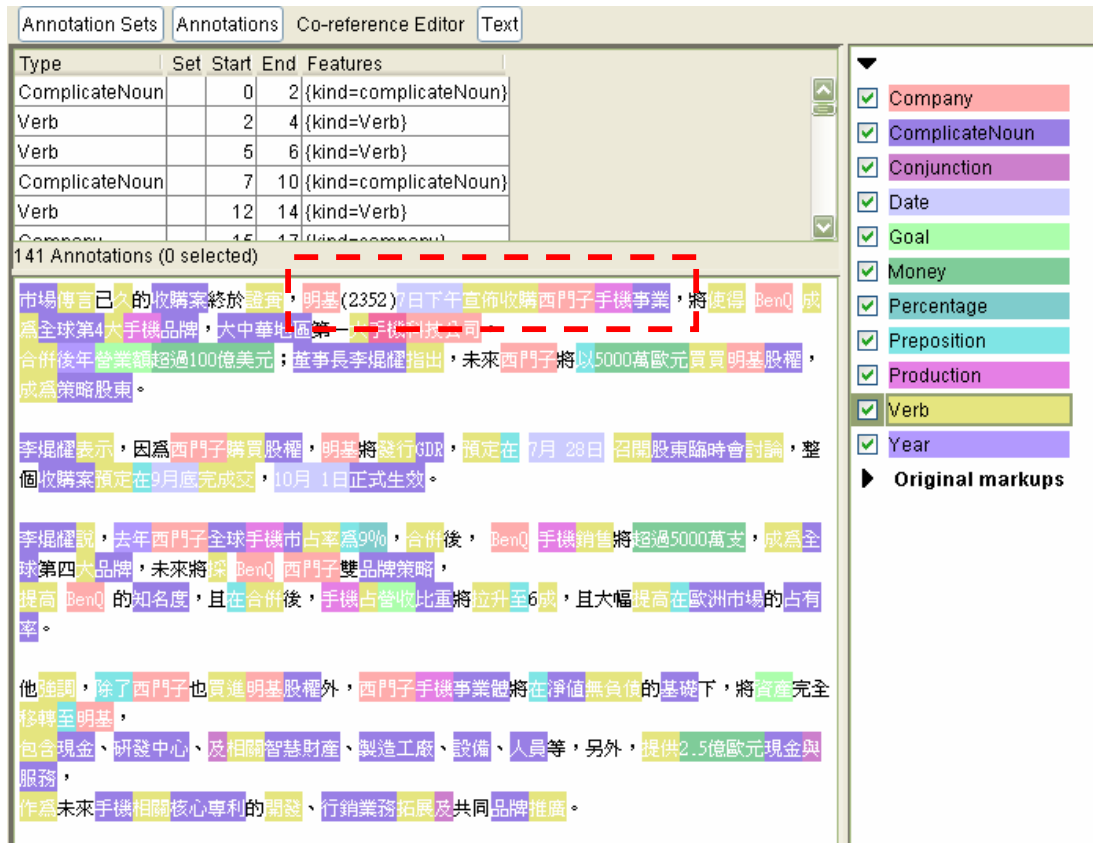 Annotation Sets Annotations Co-reference Editor Text
Type Set Start End Features
ComplicateNoun 0 2 {kind=complicateNoun}
Verb 2 4 {kind=Verb}
Verb 5 6 {kind=Verb}
ComplicateNoun 7 10 {kind=complicateNoun}
Verb 12 14 {kind=Verb}
Company 15 17 {kind=company}
141 Annotations (0 selected)
市場傳言已久的收購案終於證實，明基(2352)7日下午宣佈收購西門子手機事業，將使得 BenQ 成
為全球第4大手機品牌，大中華地區第一大手機科技公司。
合併後年營業額超過100億美元；董事長李焜耀指出，未來西門子將以5000萬歐元買買明基股權，
成為策略股東。
李焜耀表示，因為西門子購買股權，明基將發行GDR，預定在 7月 28日 召開股東臨時會討論，整
個收購案預定在9月底完成交，10月 1日正式生效。
李焜耀說，去年西門子全球手機市占率為9%，合併後， BenQ 手機銷售將超過5000萬支，成為全
球第四大品牌，未來將採 BenQ 西門子雙品牌策略，
提高 BenQ 的知名度，且在合併後，手機占營收比重將拉升至6成，且大幅提高在歐洲市場的占有
率。
他強調，除了西門子也買進明基股權外，西門子手機事業體將在淨值無負債的基礎下，將資產完全
移轉至明基，
包含現金、研發中心、及相關智慧財產、製造工廠、設備、人員等，另外，提供2.5億歐元現金與
服務，
作為未來手機相關核心專利的開發、行銷業務拓展及共同品牌推廣。
Company
ComplicateNoun
Conjunction
Date
Goal
Money
Percentage
Preposition
Production
Verb
Year
Original markups